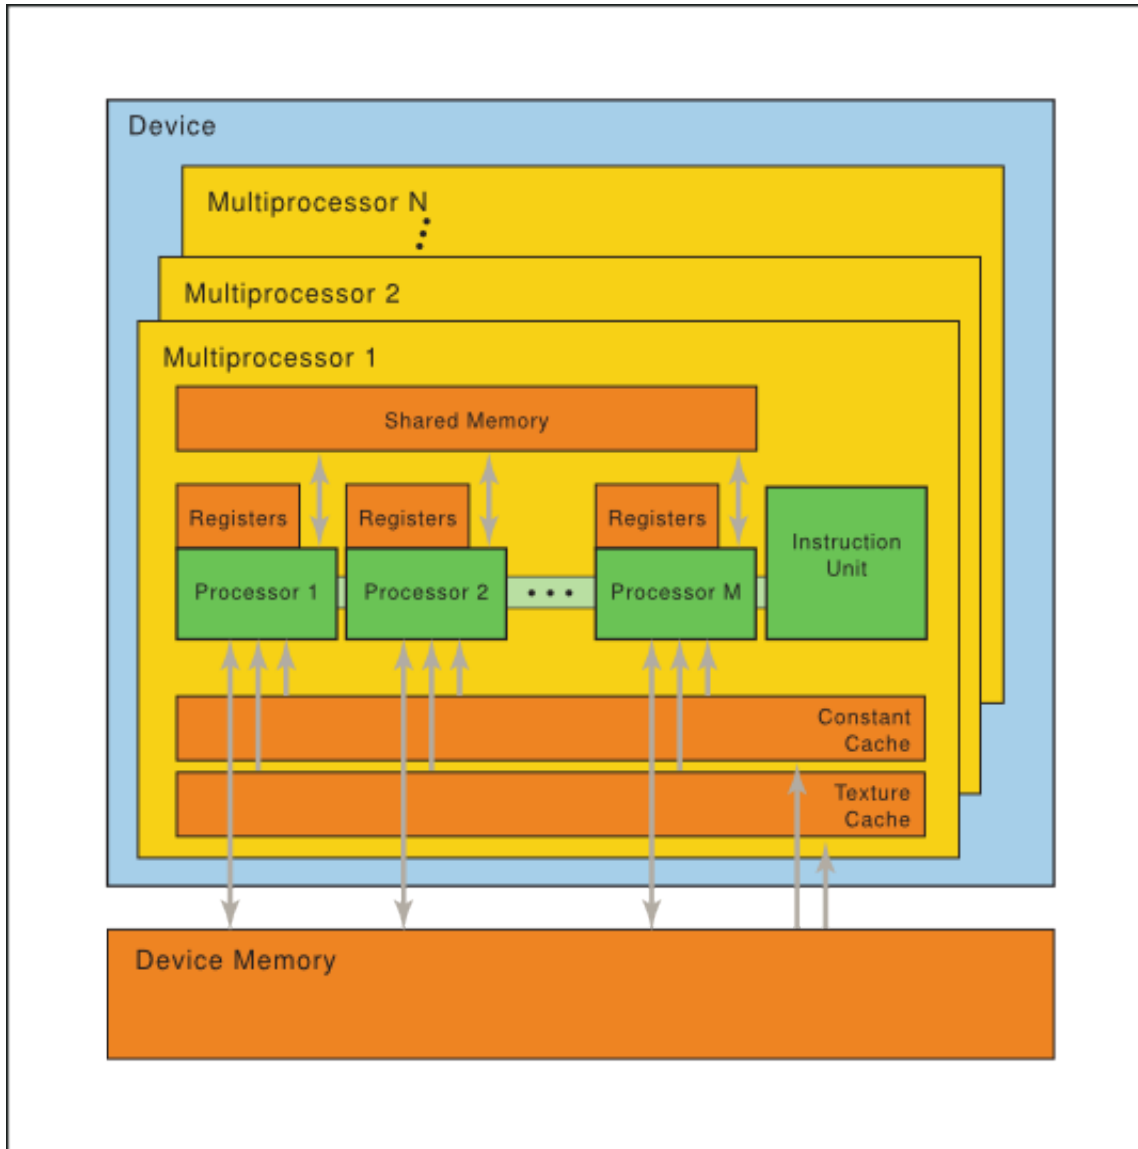 Device
Multiprocessor N
Multiprocessor 2
Multiprocessor 1
Shared Memory
Registers
Registers
Registers
Instruction
Unit
Processor 1
Processor 2
Processor M
Constant
Cache
Texture
Cache
Device Memory